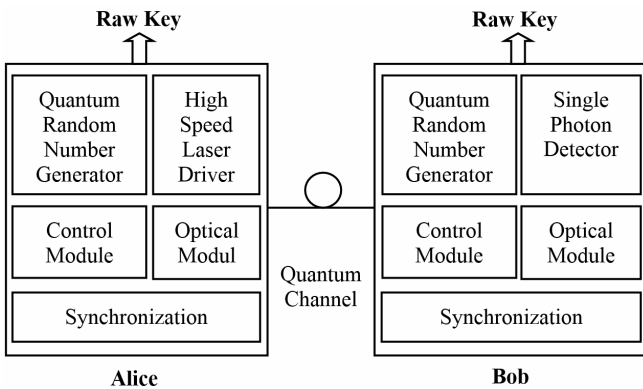 Raw Key
Quantum
Random
Number
Generator
High
Speed
Laser
Driver
Control
Module
Optical
Modul
Synchronization
Alice
Quantum
Channel
Raw Key
Quantum
Random
Number
Generator
Single
Photon
Detector
Control
Module
Optical
Module
Synchronization
Bob